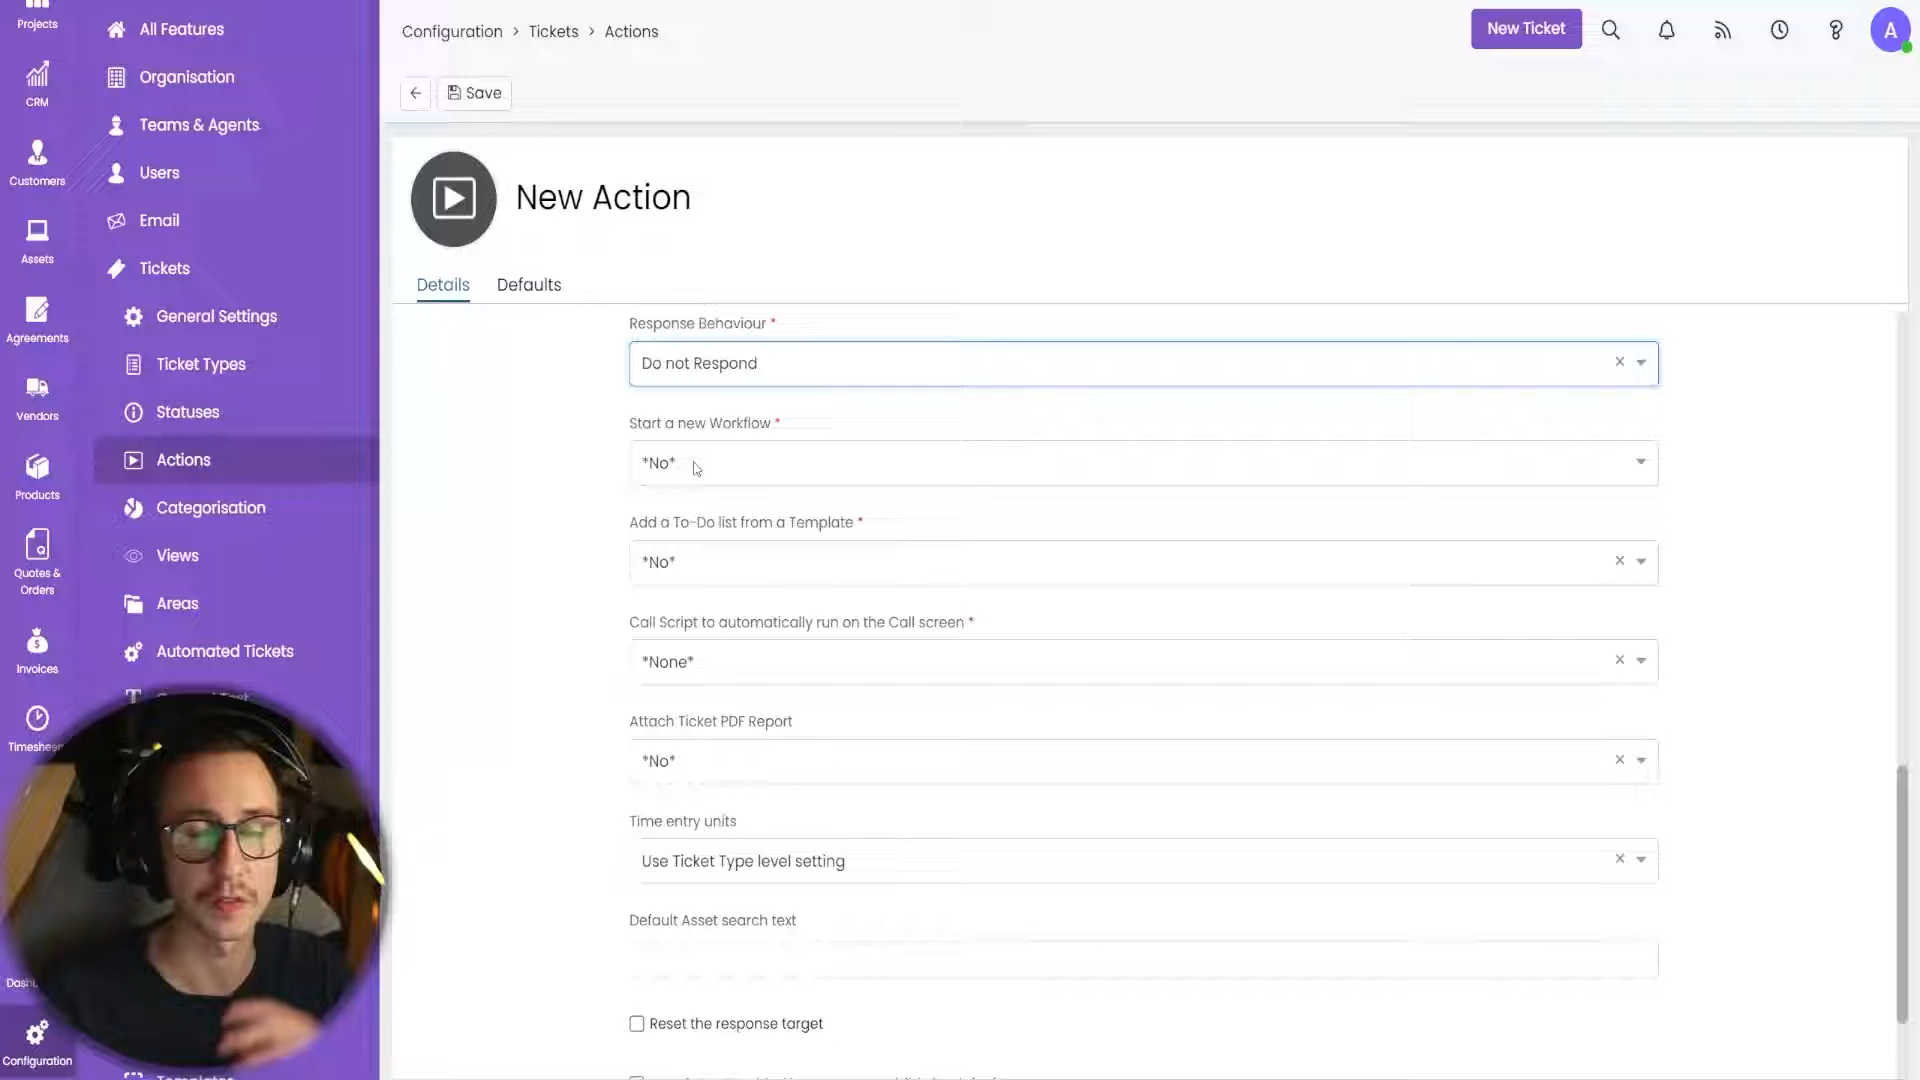 Projects
CRM
Customers
Assets
Agreements
Vendors
Products
Quotes &
Orders
Invoices
Configuration
All Features
Organisation
Teams & Agents
Users
Email
Tickets
General Settings
Ticket Types
Statuses
Actions
Categorisation
Views
Areas
Automated Tickets
Configuration > Tickets > Actions
New Ticket
A
Save
New Action
Details Defaults
Response Behaviour *
Do not Respond
Start a new Workflow *
*No*
Add a To-Do list from a Template *
*No*
Call Script to automatically run on the Call screen *
*None*
Attach Ticket PDF Report
*No*
Time entry units
Use Ticket Type level setting
Default Asset search text
Reset the response target